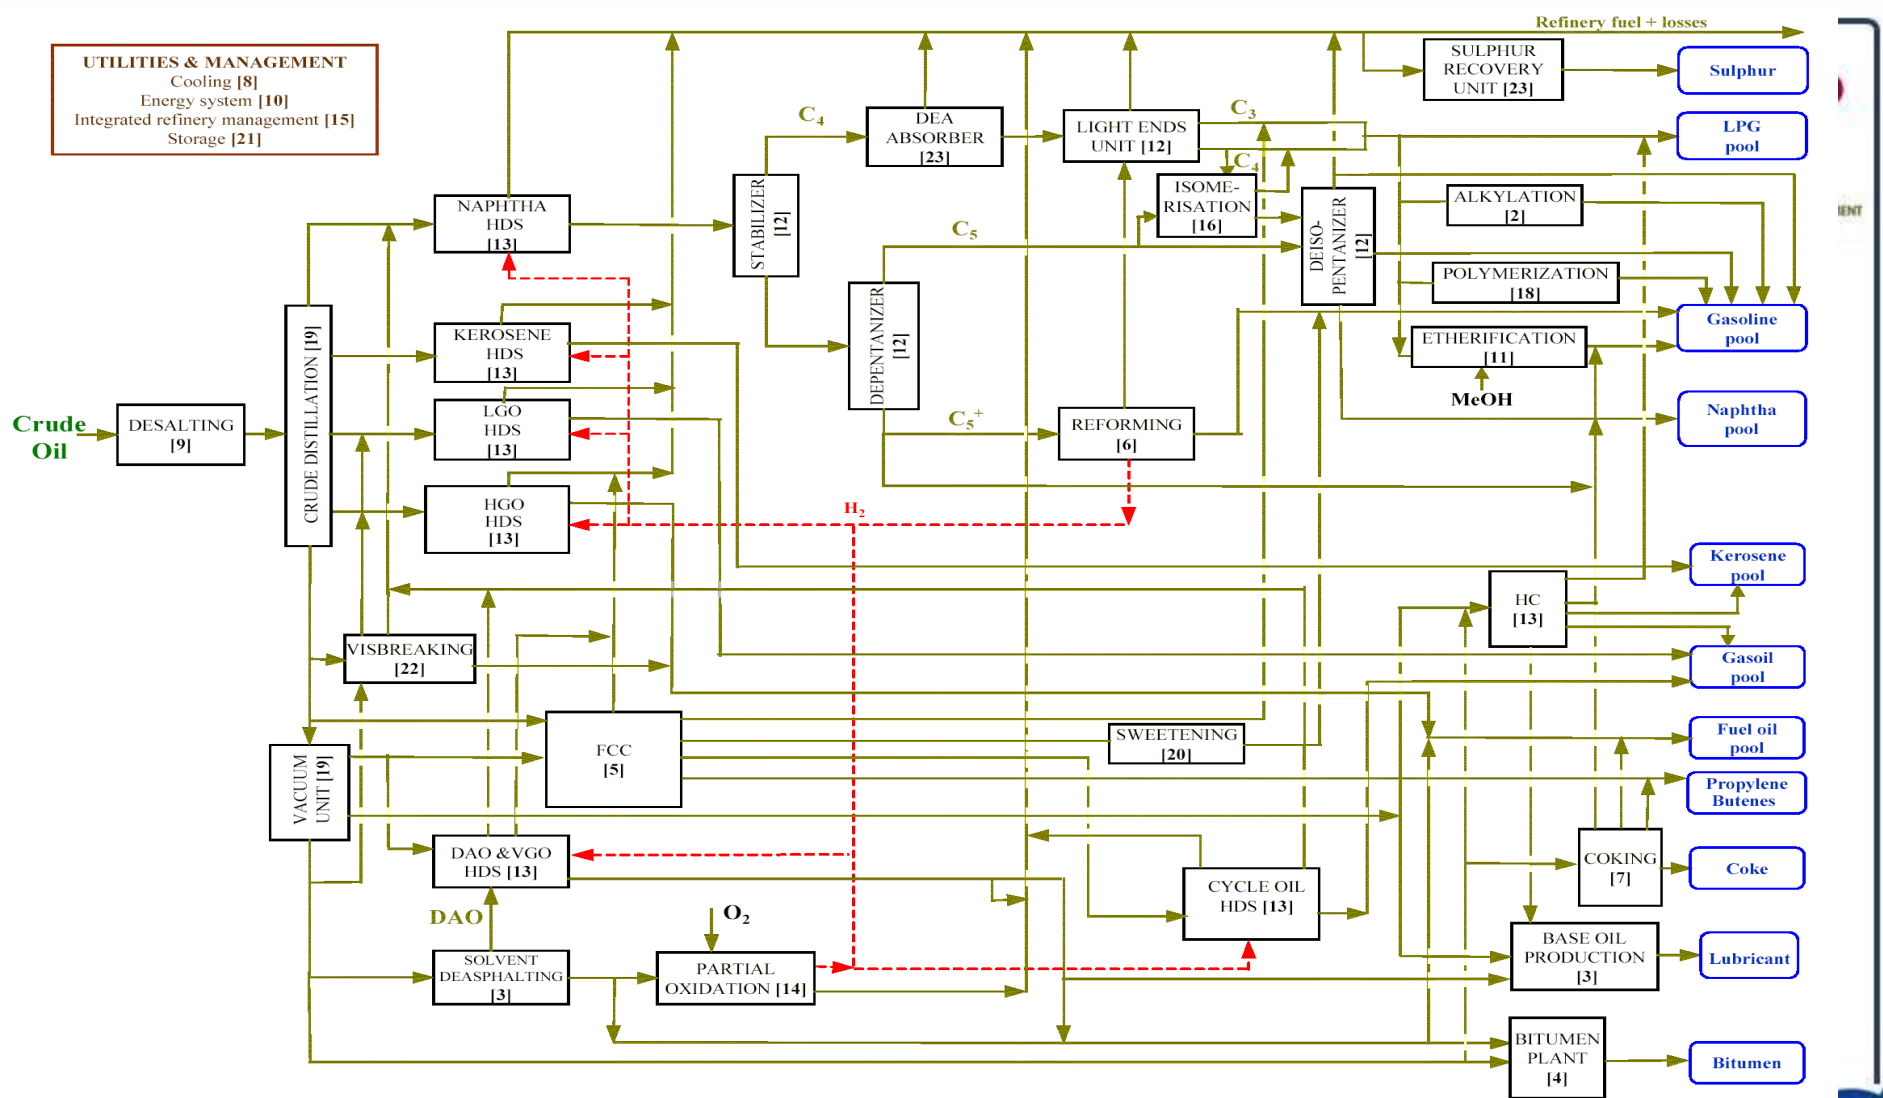 Refinery fuel + losses
UTILITIES & MANAGEMENT
Cooling [8]
Energy system [10]
Integrated refinery management [15]
Storage [21]
SULPHUR
RECOVERY
UNIT [23]
Sulphur
C4
DEA
ABSORBER
[23]
LIGHT ENDS
UNIT [12]
C3
C4
LPG
pool
NAPHTHA
HDS
[13]
STABILIZER
[12]
ISOME-
RISATION
[16]
DEISO-
PENTANIZER
[12]
ALKYLATION
[2]
C5
POLYMERIZATION
[18]
Gasoline
pool
CRUDE DISTILLATION [19]
KEROSENE
HDS
[13]
DEPENTANIZER
[12]
ETHERIFICATION
[11]
MeOH
Naphtha
pool
Crude
Oil
DESALTING
[9]
LGO
HDS
[13]
C5+
REFORMING
[6]
HGO
HDS
[13]
H2
Kerosene
pool
HC
[13]
VISBREAKING
[22]
Gasoil
pool
FCC
[5]
SWEETENING
[20]
Fuel oil
pool
VACUUM
UNIT [19]
Propylene
Butenes
DAO &VGO
HDS [13]
COKING
[7]
Coke
CYCLE OIL
HDS [13]
DAO
O2
BASE OIL
PRODUCTION
[3]
Lubricant
SOLVENT
DEASPHALTING
[3]
PARTIAL
OXIDATION [14]
BITUMEN
PLANT
[4]
Bitumen